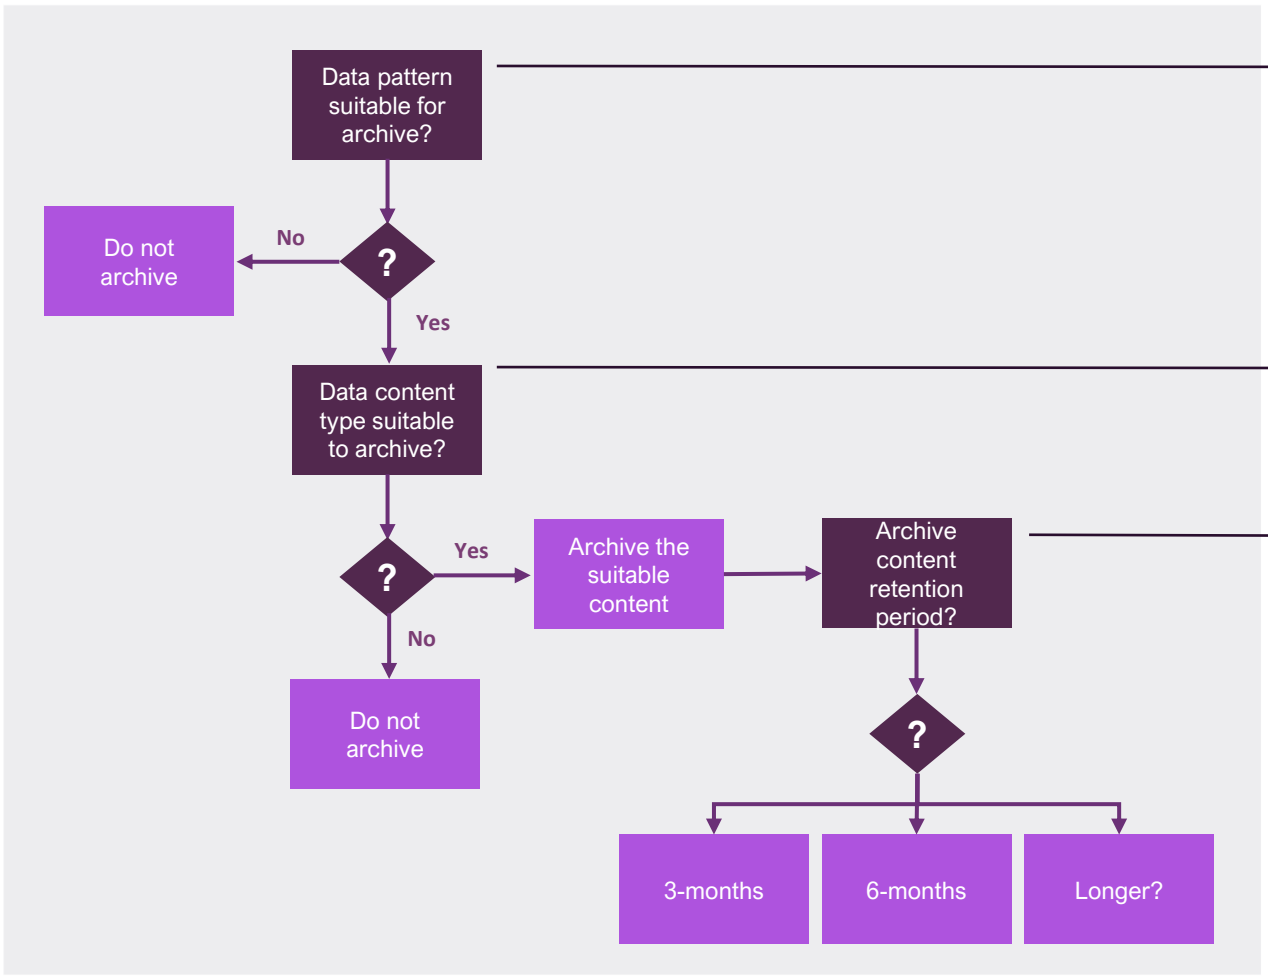 Data pattern
suitable for
archive?
No
Do not
archive
?
Yes
Data content
type suitable
to archive?
?
Yes
Archive the
suitable
content
Archive
content
retention
period?
No
Do not
archive
?
3-months
6-months
Longer?